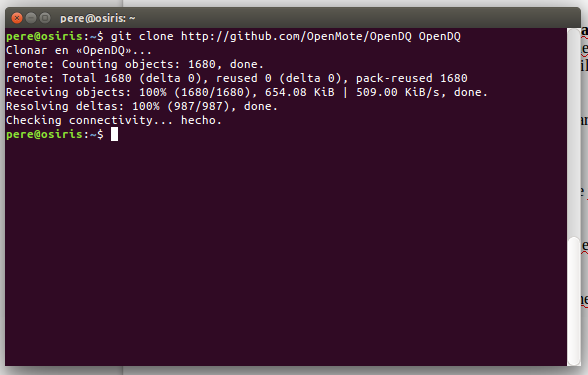 pere@osiris: ~
pere@osiris:~$ git clone http://github.com/OpenMote/OpenDQ OpenDQ
Clonar en «OpenDQ»...
remote: Counting objects: 1680, done.
remote: Total 1680 (delta 0), reused 0 (delta 0), pack-reused 1680
Receiving objects: 100% (1680/1680), 654.08 KiB | 509.00 KiB/s, done.
Resolving deltas: 100% (987/987), done.
Checking connectivity... hecho.
pere@osiris:~$